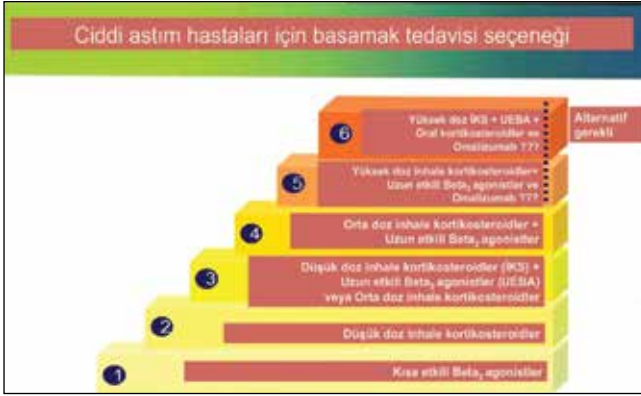 Ciddi astım hastaları için basamak tedavisi seçeneği
6
Yüksek doz İKS + UEBA +
Oral kortikosteroidler ve
Omalizumab ???
Alternatif
gerekli
5
Yüksek doz inhale kortikosteroidler+
Uzun etkili Beta₂ agonistler ve
Omalizumab ???
4
Orta doz inhale kortikosteroidler +
Uzun etkili Beta₂ agonistler
3
Düşük doz inhale kortikosteroidler (İKS) +
Uzun etkili Beta₂ agonistler (UEBA)
veya Orta doz inhale kortikosteroidler
2
Düşük doz inhale kortikosteroidler
1
Kısa etkili Beta₂ agonistler